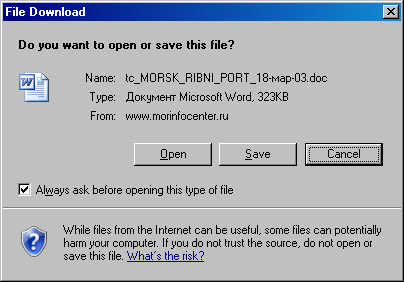 File Download
Do you want to open or save this file?
Name: tc_MORSK_RIBNI_PORT_18-мар-03.doc
Type: Документ Microsoft Word, 323KB
From: www.morinfocenter.ru
Open Save Cancel
Always ask before opening this type of file
While files from the Internet can be useful, some files can potentially
harm your computer. If you do not trust the source, do not open or
save this file. What's the risk?